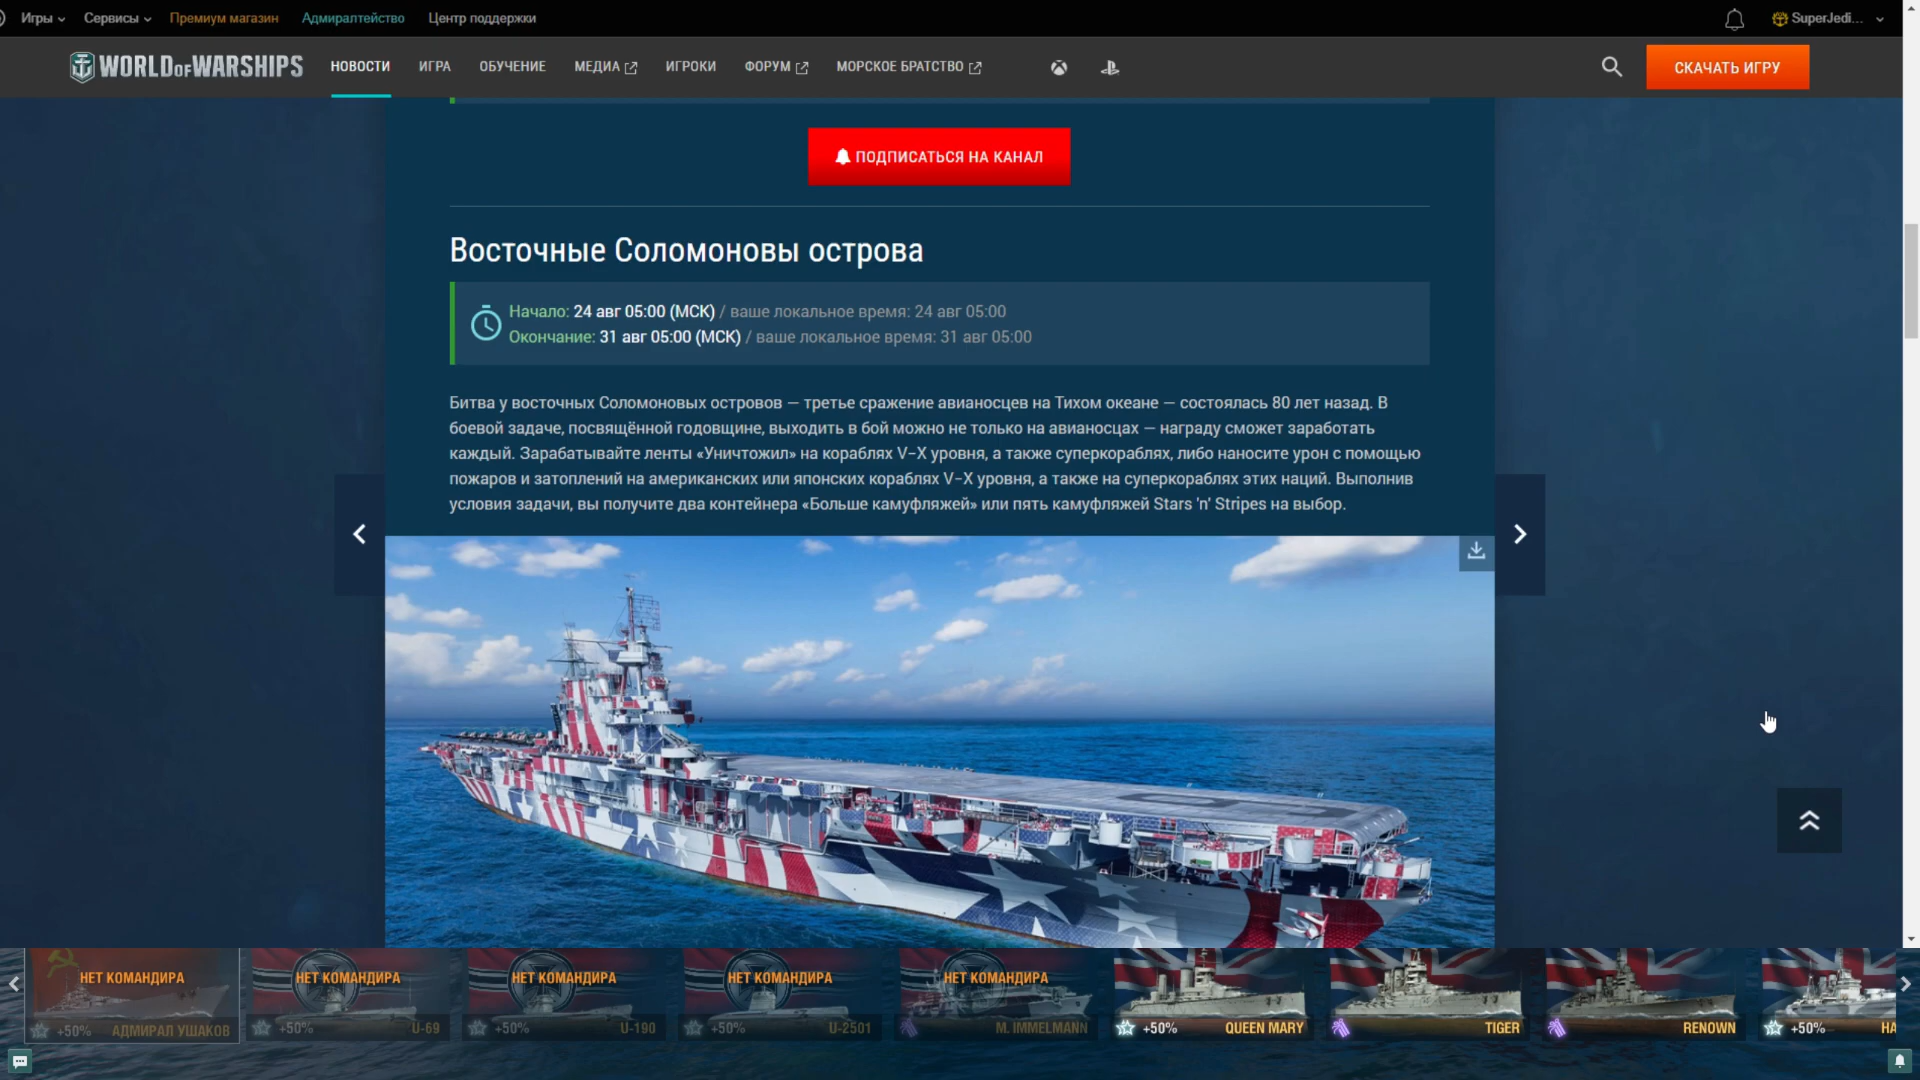 Игры
Сервисы
Премиум магазин
Адмиралтейство
Центр поддержки
SuperJedi...
WORLD OF WARSHIPS
НОВОСТИ
ИГРА
ОБУЧЕНИЕ
МЕДИА
ИГРОКИ
ФОРУМ
МОРСКОЕ БРАТСТВО
СКАЧАТЬ ИГРУ
ПОДПИСАТЬСЯ НА КАНАЛ
Восточные Соломоновы острова
Начало: 24 авг 05:00 (МСК) / ваше локальное время: 24 авг 05:00
Окончание: 31 авг 05:00 (МСК) / ваше локальное время: 31 авг 05:00
Битва у восточных Соломоновых островов — третье сражение авианосцев на Тихом океане — состоялась 80 лет назад. В
боевой задаче, посвящённой годовщине, выходить в бой можно не только на авианосцах — награду сможет заработать
каждый. Зарабатывайте ленты «Уничтожил» на кораблях V–X уровня, а также суперкораблях, либо наносите урон с помощью
пожаров и затоплений на американских или японских кораблях V–X уровня, а также на суперкораблях этих наций. Выполнив
условия задачи, вы получите два контейнера «Больше камуфляжей» или пять камуфляжей Stars 'n' Stripes на выбор.
НЕТ КОМАНДИРА
+50% АДМИРАЛ УШАКОВ
НЕТ КОМАНДИРА
+50% U-69
НЕТ КОМАНДИРА
+50% U-190
НЕТ КОМАНДИРА
+50% U-2501
НЕТ КОМАНДИРА
M. IMMELMANN
+50% QUEEN MARY
TIGER
RENOWN
+50% HA